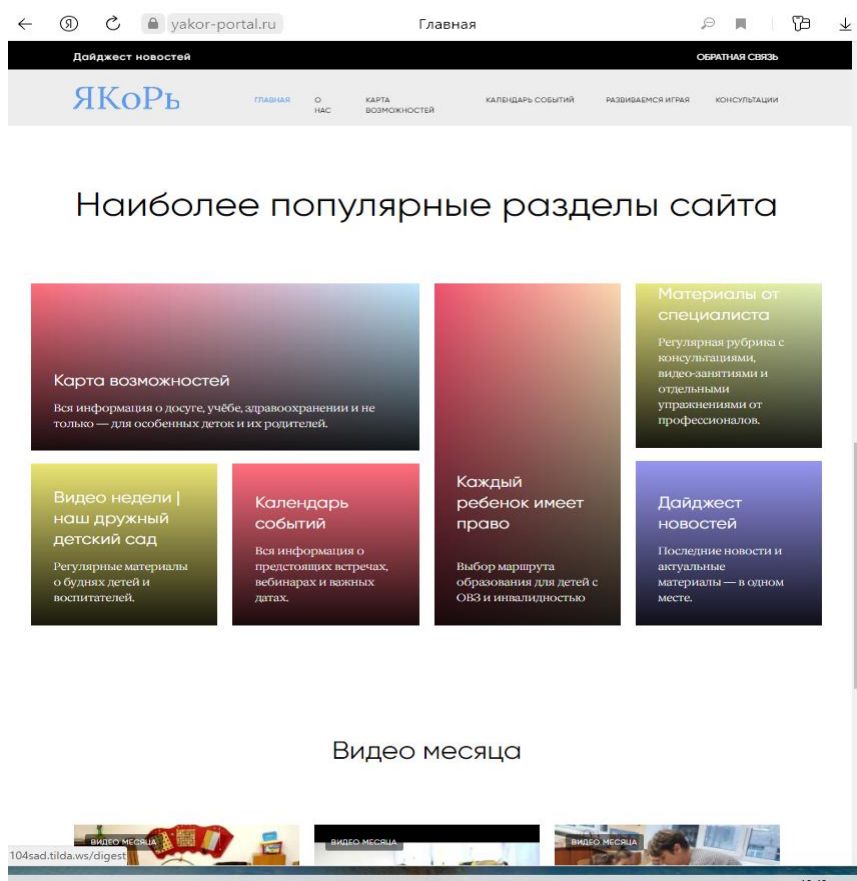 yakor-portal.ru
Главная
Дайджест новостей
ОБРАТНАЯ СВЯЗЬ
ЯКоРЬ
ГЛАВНАЯ
О
НАС
КАРТА
ВОЗМОЖНОСТЕЙ
КАЛЕНДАРЬ СОБЫТИЙ
РАЗВИВАЕМСЯ ИГРАЯ
КОНСУЛЬТАЦИИ
Наиболее популярные разделы сайта
Карта возможностей
Вся информация о досуге, учёбе, здравоохранении и не
только — для особенных деток и их родителей.
Видео недели |
наш дружный
детский сад
Регулярные материалы
о буднях детей и
воспитателей.
Календарь
событий
Вся информация о
предстоящих встречах,
вебинарах и важных
датах.
Каждый
ребенок имеет
право
Выбор маршрута
образования для детей с
ОВЗ и инвалидностью
Материалы от
специалиста
Регулярная рубрика с
консультациями,
видео-занятиями и
отдельными
упражнениями от
профессионалов.
Дайджест
новостей
Последние новости и
актуальные
материалы — в одном
месте.
Видео месяца
ВИДЕО МЕСЯЦА
ВИДЕО МЕСЯЦА
ВИДЕО МЕСЯЦА
104sad.tilda.ws/digest